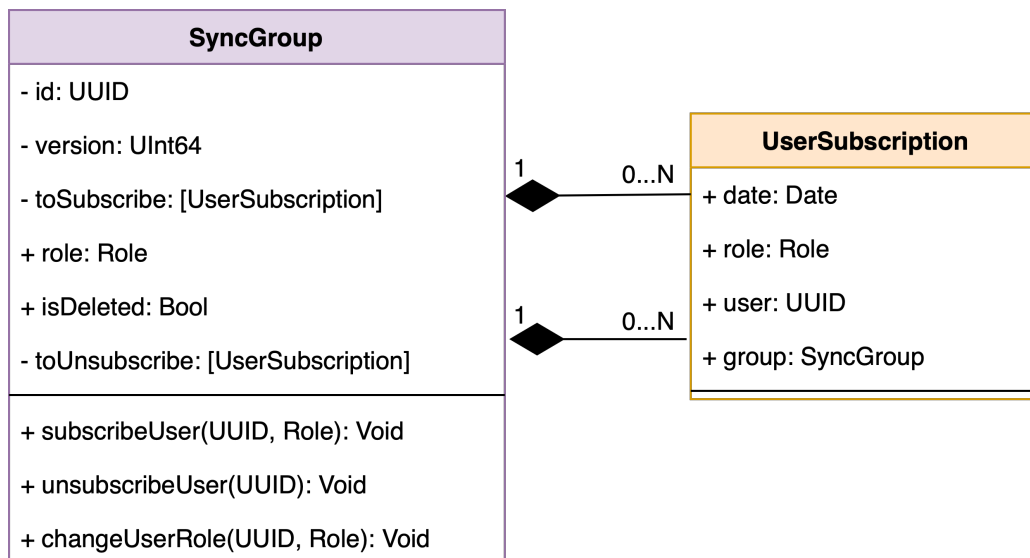 SyncGroup
- id: UUID
- version: UInt64
- toSubscribe: [UserSubscription]
+ role: Role
+ isDeleted: Bool
- toUnsubscribe: [UserSubscription]
+ subscribeUser(UUID, Role): Void
+ unsubscribeUser(UUID): Void
+ changeUserRole(UUID, Role): Void
1
0...N
1
0...N
UserSubscription
+ date: Date
+ role: Role
+ user: UUID
+ group: SyncGroup